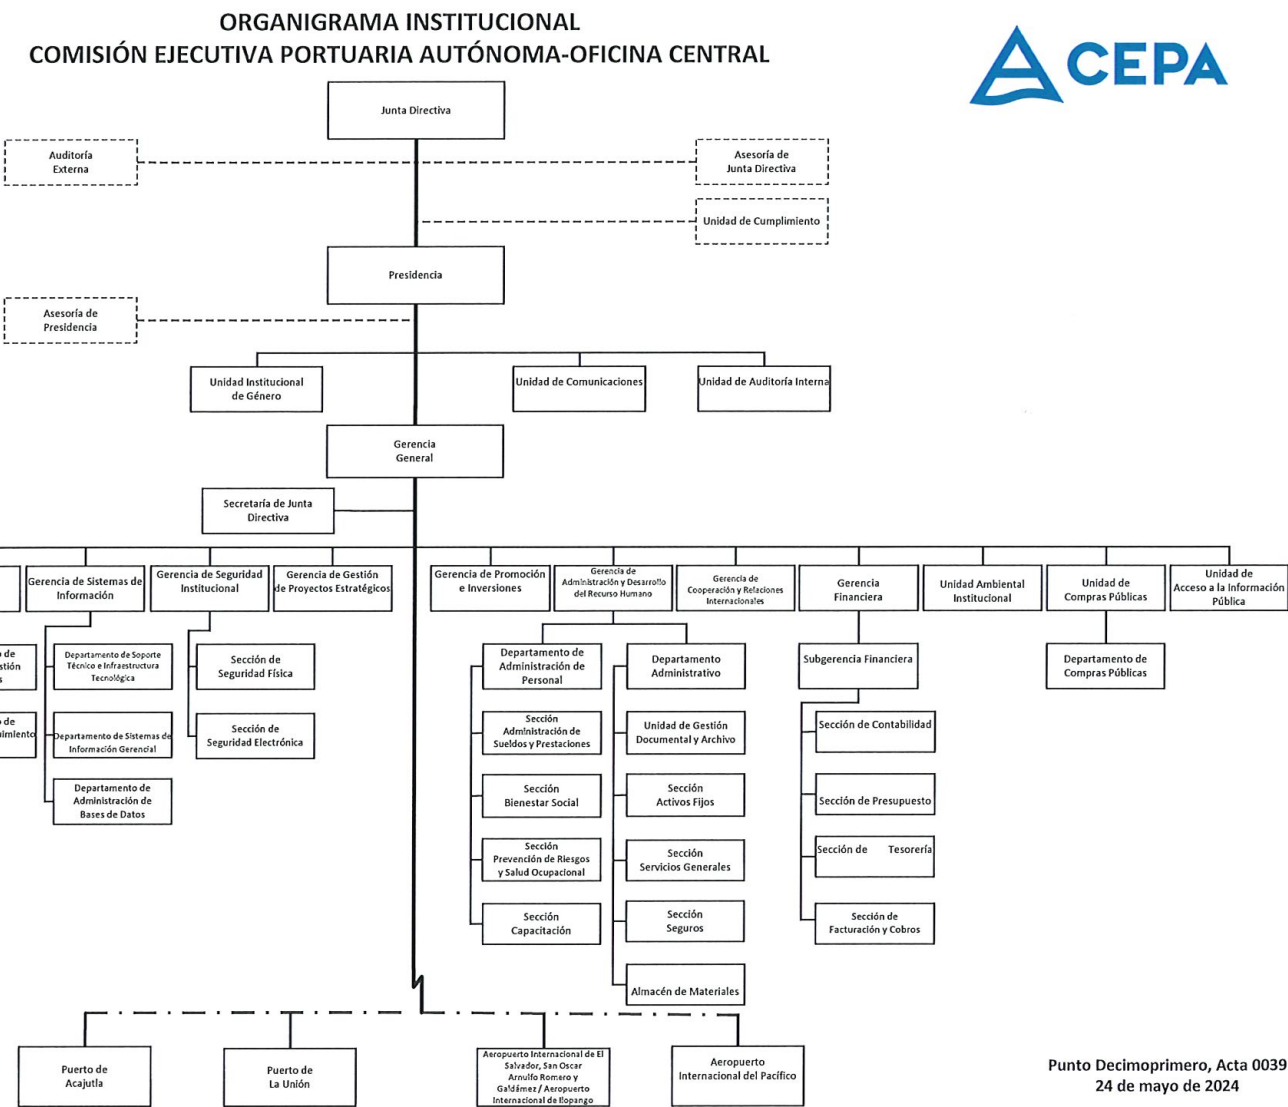 ORGANIGRAMA INSTITUCIONAL
COMISIÓN EJECUTIVA PORTUARIA AUTÓNOMA-OFICINA CENTRAL
CEPA
Junta Directiva
Auditoría
Externa
Asesoría de
Junta Directiva
Unidad de Cumplimiento
Presidencia
Asesoría de
Presidencia
Unidad Institucional
de Género
Unidad de Comunicaciones
Unidad de Auditoría Interna
Gerencia
General
Secretaría de Junta
Directiva
Gerencia de Sistemas de
Información
Gerencia de Seguridad
Institucional
Gerencia de Gestión
de Proyectos Estratégicos
Gerencia de Promoción
e Inversiones
Gerencia de
Administración y Desarrollo
del Recurso Humano
Gerencia de
Cooperación y Relaciones
Internacionales
Gerencia
Financiera
Unidad Ambiental
Institucional
Unidad de
Compras Públicas
Unidad de
Acceso a la Información
Pública
de
Departamento de Soporte
Técnico e Infraestructura
Tecnológica
Sección de
Seguridad Física
Departamento de
Administración de
Personal
Departamento
Administrativo
Subgerencia Financiera
Departamento de
Compras Públicas
de
Departamento de Sistemas de
Información Gerencial
Sección de
Seguridad Electrónica
Sección
Administración de
Sueldos y Prestaciones
Unidad de Gestión
Documental y Archivo
Sección de Contabilidad
Departamento de
Administración de
Bases de Datos
Sección
Bienestar Social
Sección
Activos Fijos
Sección de Presupuesto
Sección
Prevención de Riesgos
y Salud Ocupacional
Sección
Servicios Generales
Sección de Tesorería
Sección
Capacitación
Sección
Seguros
Sección de
Facturación y Cobros
Almacén de Materiales
Puerto de
Acajutla
Puerto de
La Unión
Aeropuerto Internacional de El
Salvador, San Oscar
Arnulfo Romero y
Galdámez / Aeropuerto
Internacional de Ilopango
Aeropuerto
Internacional del Pacífico
Punto Decimoprimero, Acta 0039
24 de mayo de 2024